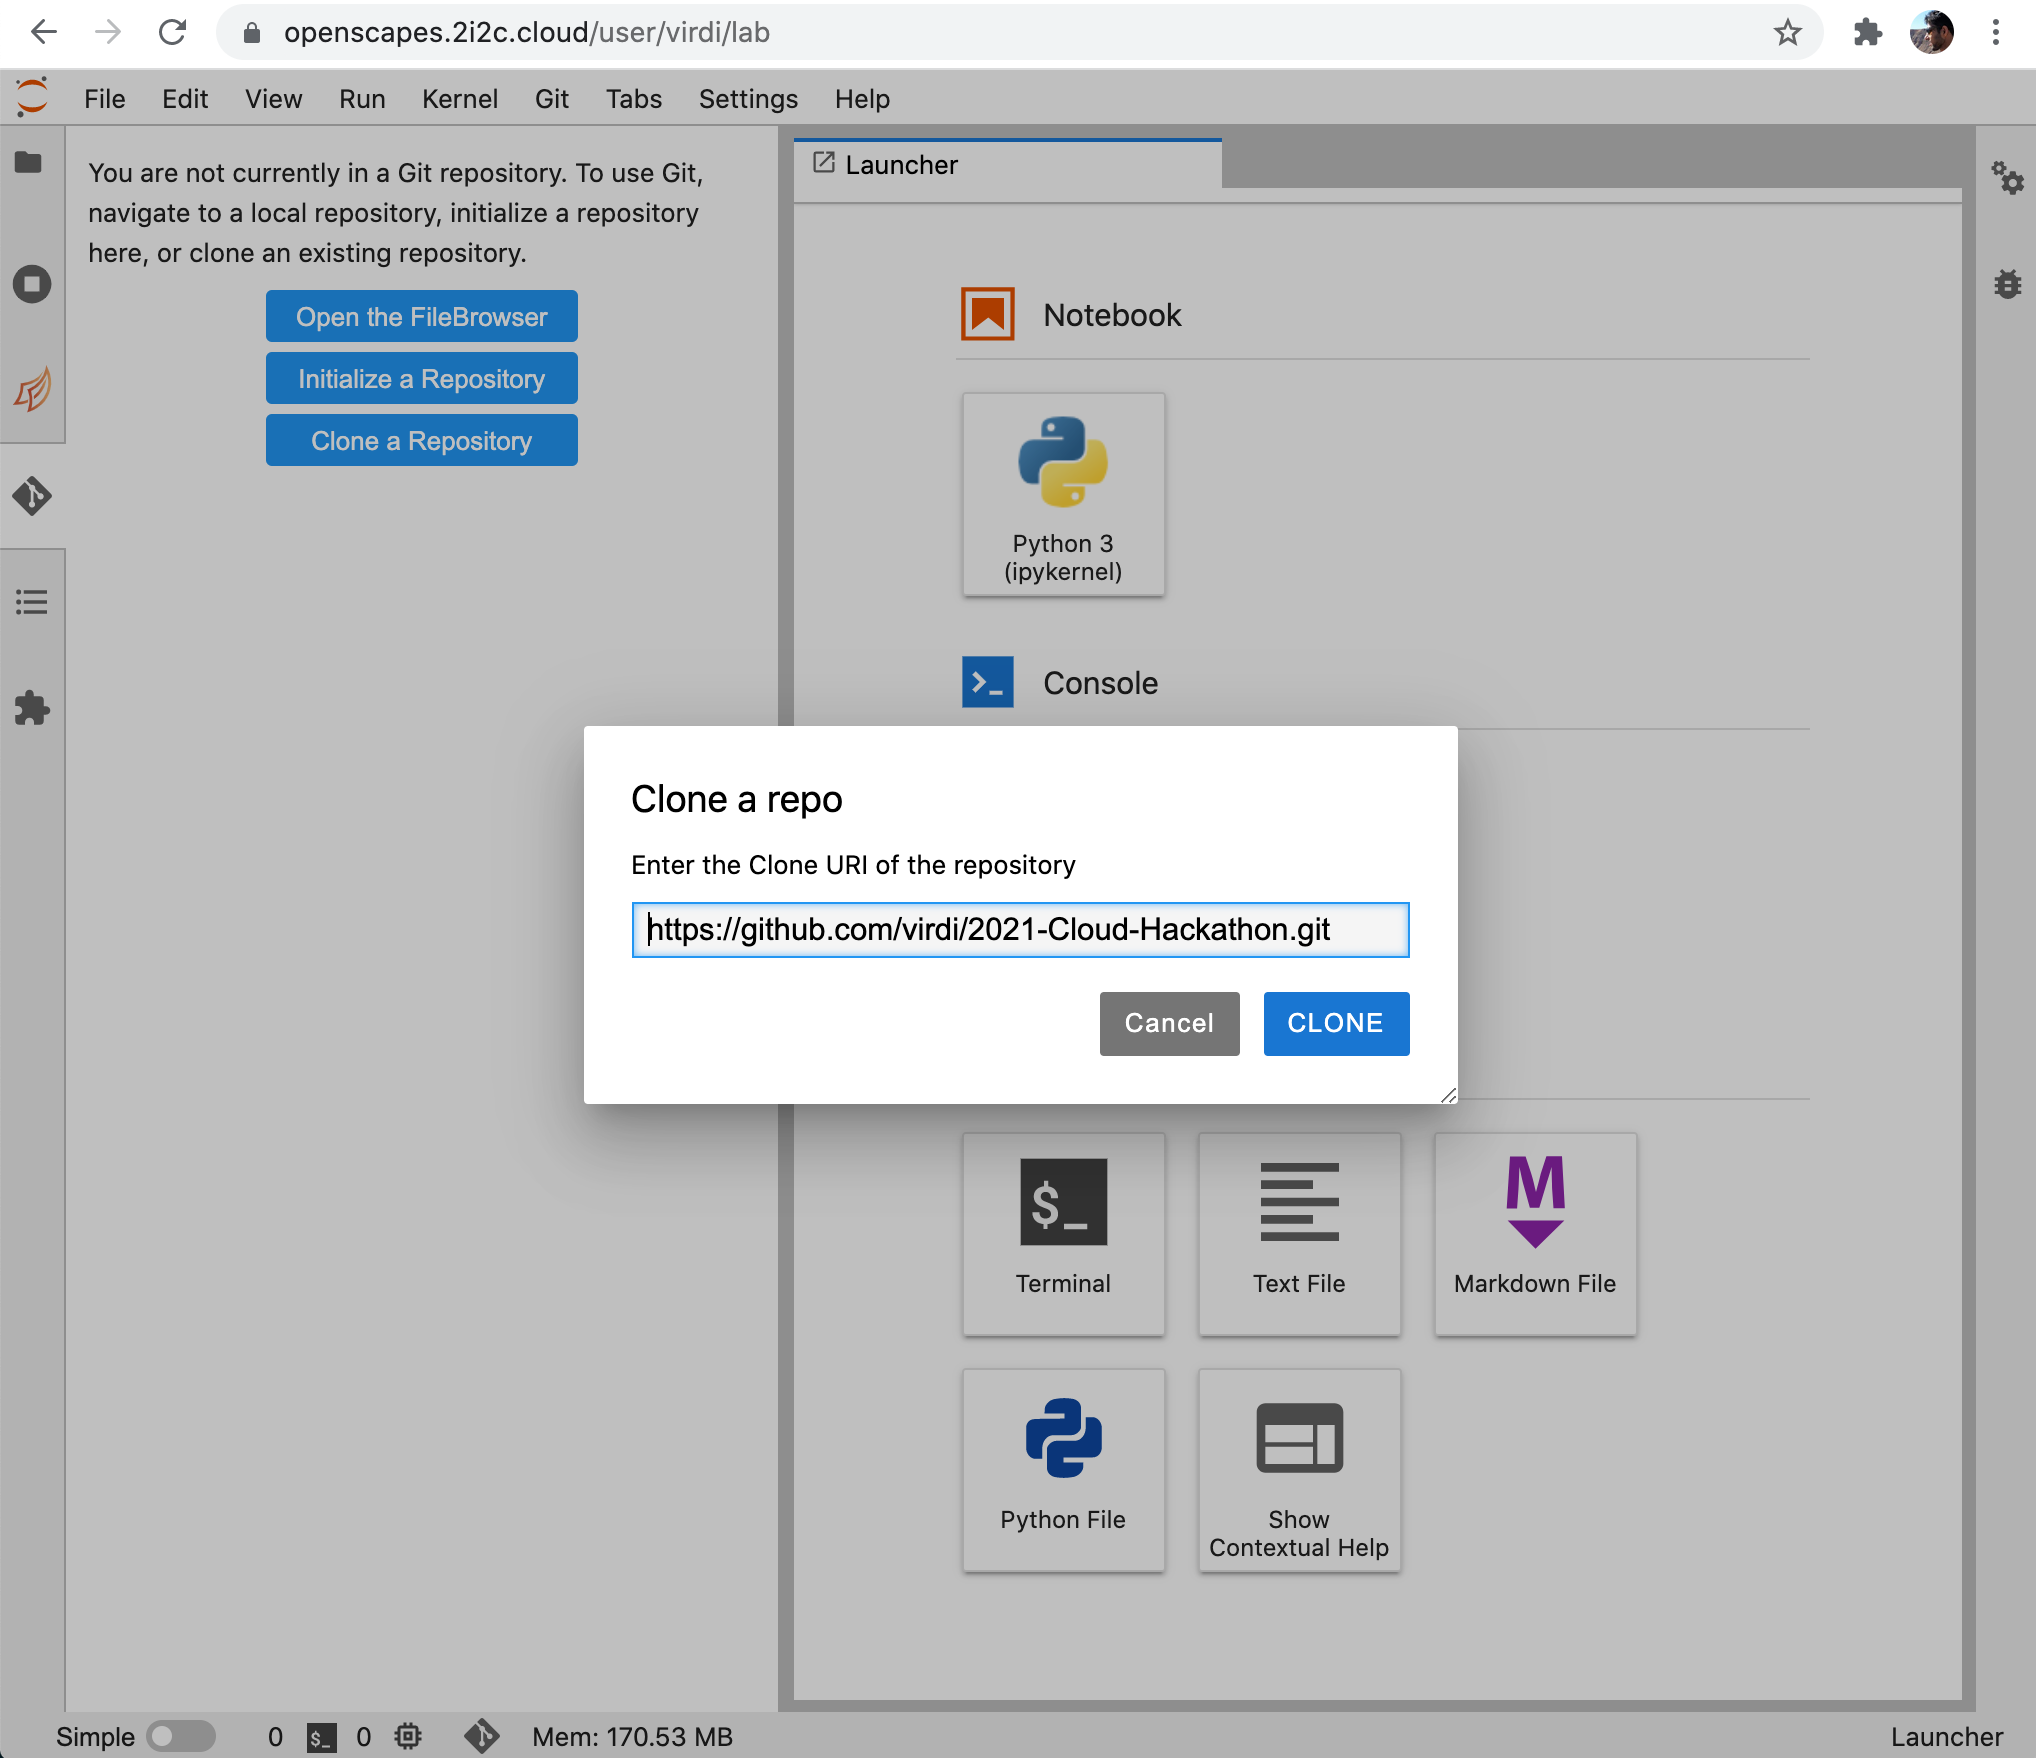 openscapes.2i2c.cloud/user/virdi/lab
File Edit View Run Kernel Git Tabs Settings Help
You are not currently in a Git repository. To use Git,
navigate to a local repository, initialize a repository
here, or clone an existing repository.
Open the FileBrowser
Initialize a Repository
Clone a Repository
Launcher
Notebook
Python 3
(ipykernel)
Console
Clone a repo
Enter the Clone URI of the repository
https://github.com/virdi/2021-Cloud-Hackathon.git
Cancel CLONE
$_
Terminal
Text File
M
Markdown File
Python File
Show
Contextual Help
Simple 0 $_ 0 Mem: 170.53 MB Launcher